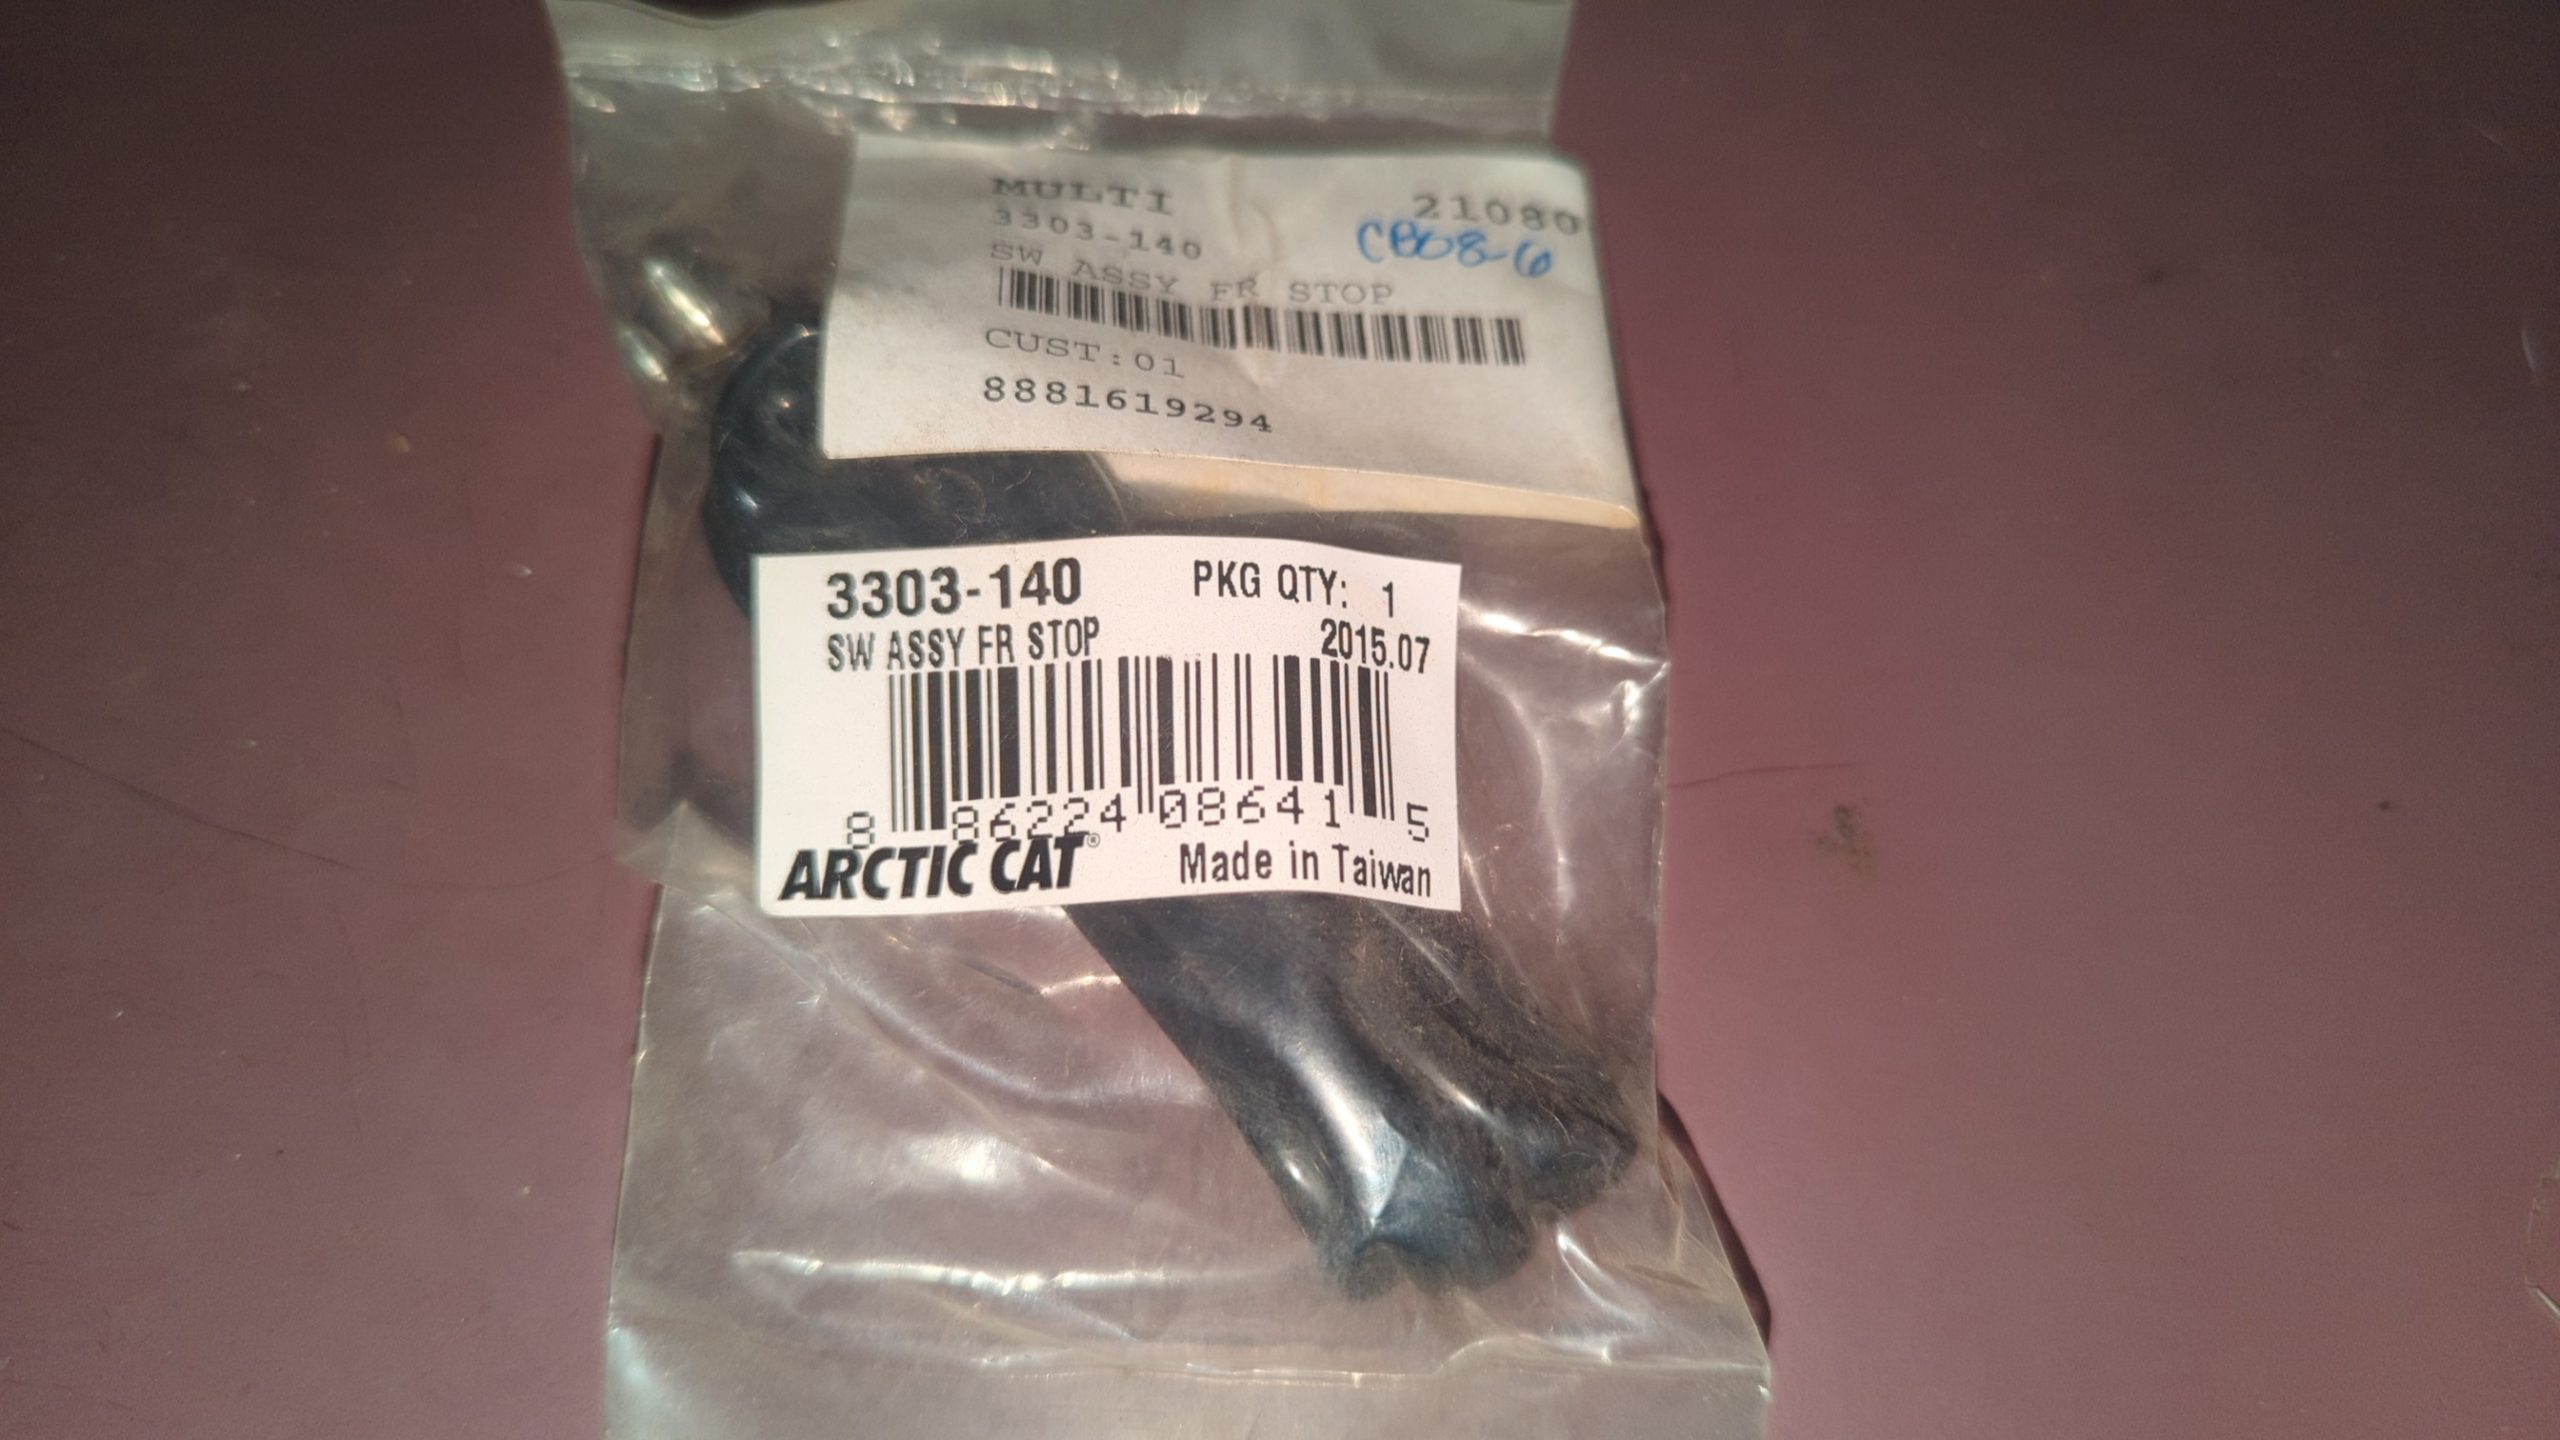 MULTI 21080
3303-140 CB08-6
SW ASSY FR STOP
CUST:01
8881619294
3303-140 PKG QTY: 1
SW ASSY FR STOP 2015.07
8 86224 08641 5
ARCTIC CAT® Made in Taiwan